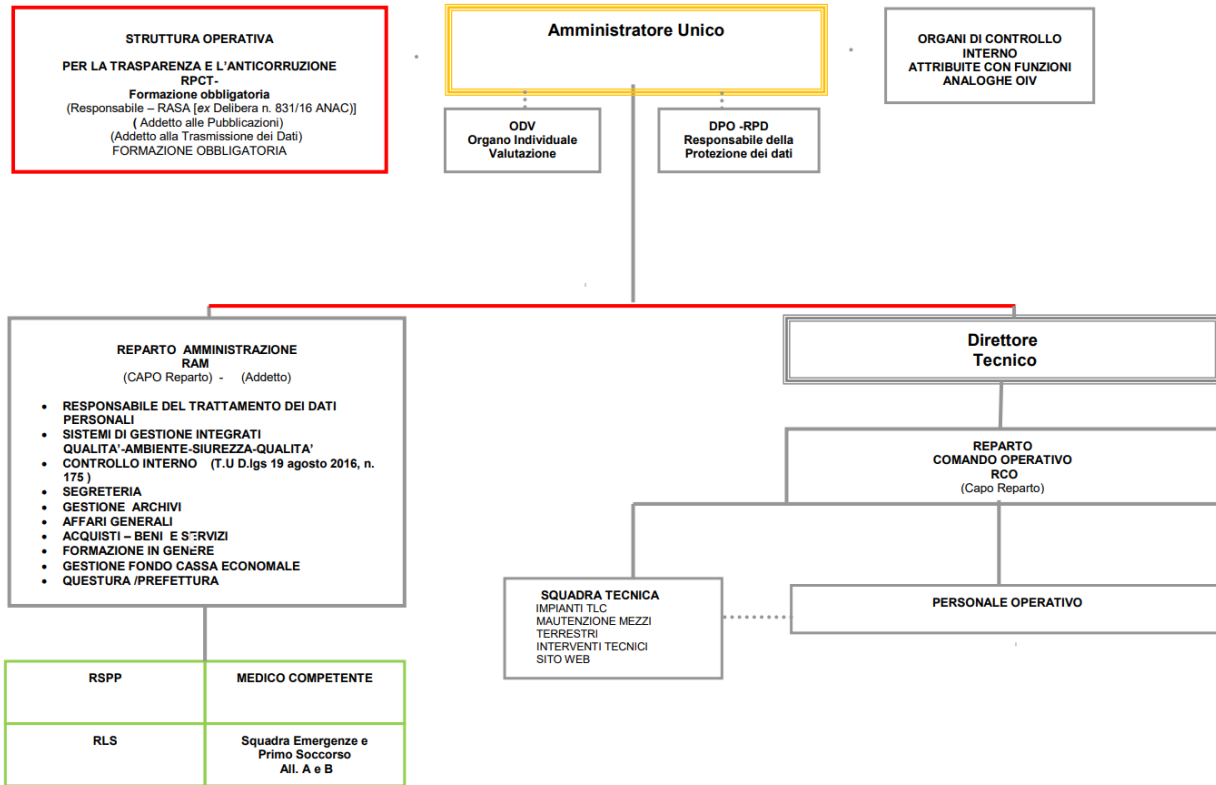 STRUTTURA OPERATIVA
PER LA TRASPARENZA E L'ANTICORRUZIONE
RPCT-
Formazione obbligatoria
(Responsabile – RASA [ex Delibera n. 831/16 ANAC)]
( Addetto alle Pubblicazioni)
(Addetto alla Trasmissione dei Dati)
FORMAZIONE OBBLIGATORIA
Amministratore Unico
ORGANI DI CONTROLLO
INTERNO
ATTRIBUITE CON FUNZIONI
ANALOGHE OIV
ODV
Organo Individuale
Valutazione
DPO -RPD
Responsabile della
Protezione dei dati
REPARTO AMMINISTRAZIONE
RAM
(CAPO Reparto) - (Addetto)
• RESPONSABILE DEL TRATTAMENTO DEI DATI
PERSONALI
• SISTEMI DI GESTIONE INTEGRATI
QUALITA'-AMBIENTE-SIUREZZA-QUALITA'
• CONTROLLO INTERNO (T.U D.lgs 19 agosto 2016, n.
175 )
• SEGRETERIA
• GESTIONE ARCHIVI
• AFFARI GENERALI
• ACQUISTI – BENI E SERVIZI
• FORMAZIONE IN GENERE
• GESTIONE FONDO CASSA ECONOMALE
• QUESTURA /PREFETTURA
Direttore
Tecnico
REPARTO
COMANDO OPERATIVO
RCO
(Capo Reparto)
SQUADRA TECNICA
IMPIANTI TLC
MAUTENZIONE MEZZI
TERRESTRI
INTERVENTI TECNICI
SITO WEB
PERSONALE OPERATIVO
RSPP
MEDICO COMPETENTE
RLS
Squadra Emergenze e
Primo Soccorso
All. A e B